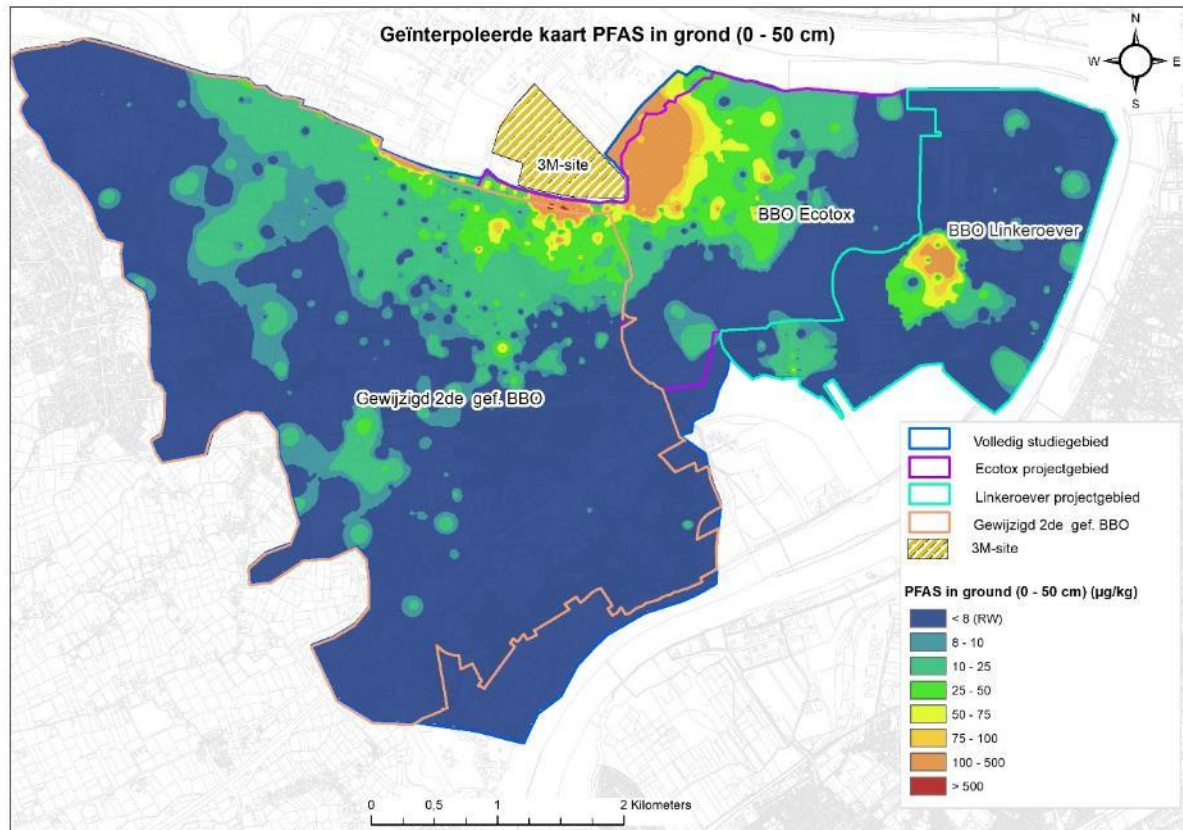 Geïnterpoleerde kaart PFAS in grond (0 - 50 cm)
N
W
E
S
3M-site
BBO Ecotox
BBO Linkeroever
Gewijzigd 2de gef. BBO
Volledig studiegebied
Ecotox projectgebied
Linkeroever projectgebied
Gewijzigd 2de gef. BBO
3M-site
PFAS in ground (0 - 50 cm) (µg/kg)
< 8 (RW)
8 - 10
10 - 25
25 - 50
50 - 75
75 - 100
100 - 500
> 500
0 0,5 1 2 Kilometers